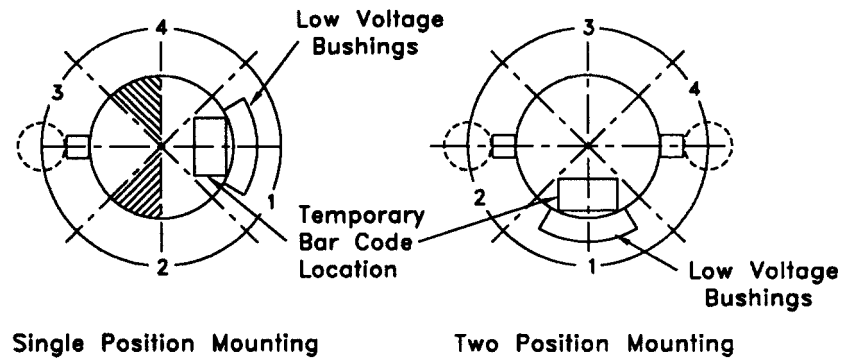 4
Low Voltage
Bushings
3
3
4
1
2
Temporary
Bar Code
Location
2
1
Low Voltage
Bushings
Single Position Mounting
Two Position Mounting